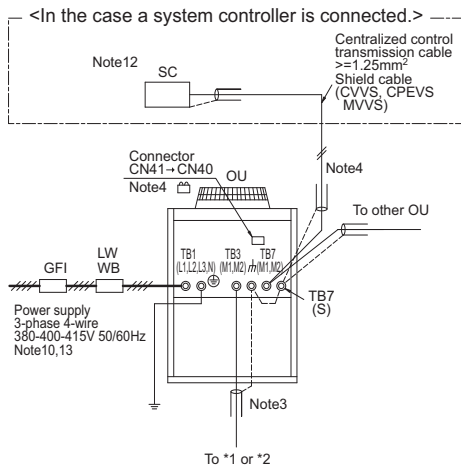 <In the case a system controller is connected.>
Note12
SC
Centralized control
transmission cable
>=1.25mm²
Shield cable
(CVVS, CPEVS
MVVS)
Connector
CN41→CN40
Note4
OU
Note4
To other OU
TB1
(L1,L2,L3,N)
TB3
(M1,M2)
TB7
(M1,M2)
TB7
(S)
GFI
LW
WB
Power supply
3-phase 4-wire
380-400-415V 50/60Hz
Note10,13
Note3
To *1 or *2